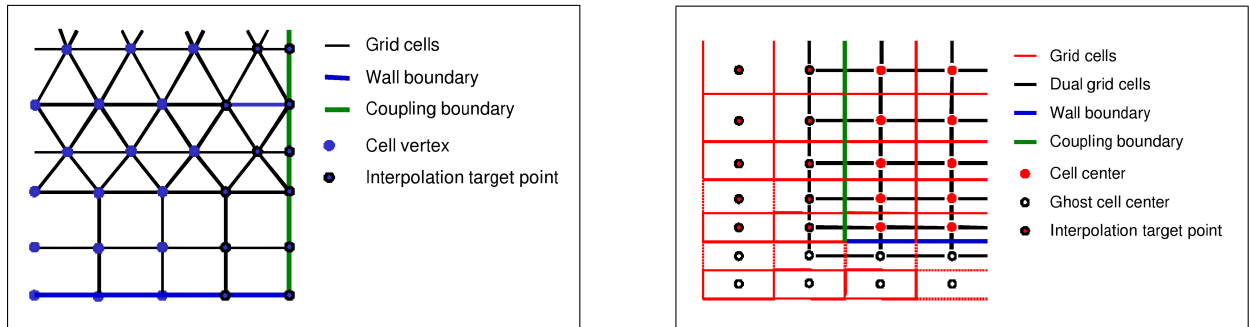 Grid cells
Wall boundary
Coupling boundary
Cell vertex
Interpolation target point
Grid cells
Dual grid cells
Wall boundary
Coupling boundary
Cell center
Ghost cell center
Interpolation target point